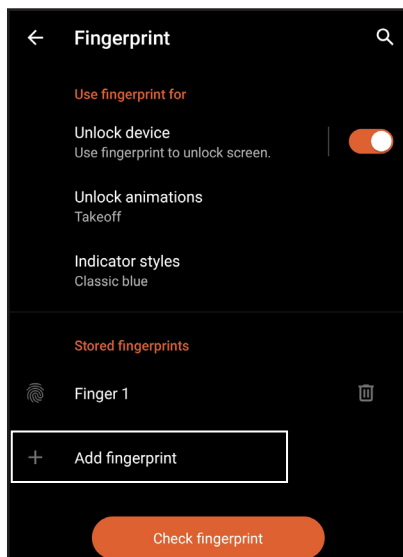 Fingerprint
Use fingerprint for
Unlock device
Use fingerprint to unlock screen.
Unlock animations
Takeoff
Indicator styles
Classic blue
Stored fingerprints
Finger 1
Add fingerprint
Check fingerprint